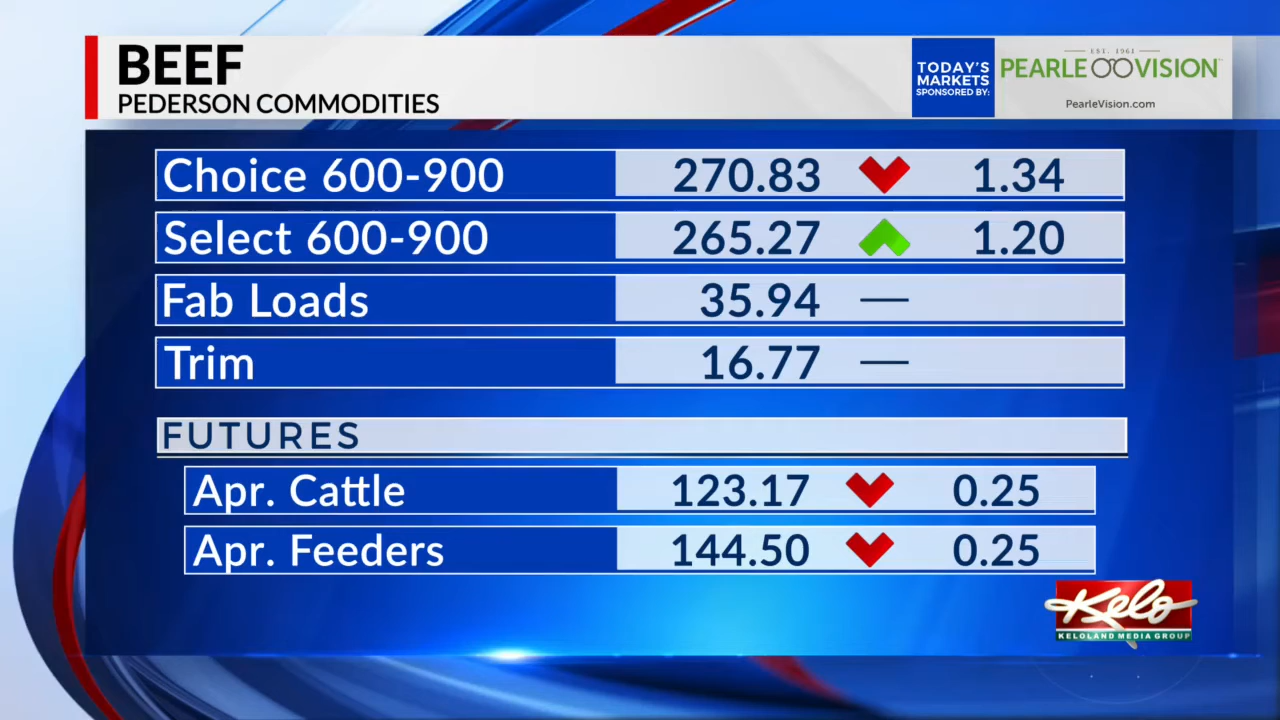 BEEF
PEDERSON COMMODITIES
TODAY'S
MARKETS
SPONSORED BY:
EST. 1961
PEARLE VISION
PearleVision.com
Choice 600-900 270.83 1.34
Select 600-900 265.27 1.20
Fab Loads 35.94 —
Trim 16.77 —
FUTURES
Apr. Cattle 123.17 0.25
Apr. Feeders 144.50 0.25
Kelo
KELOLAND MEDIA GROUP